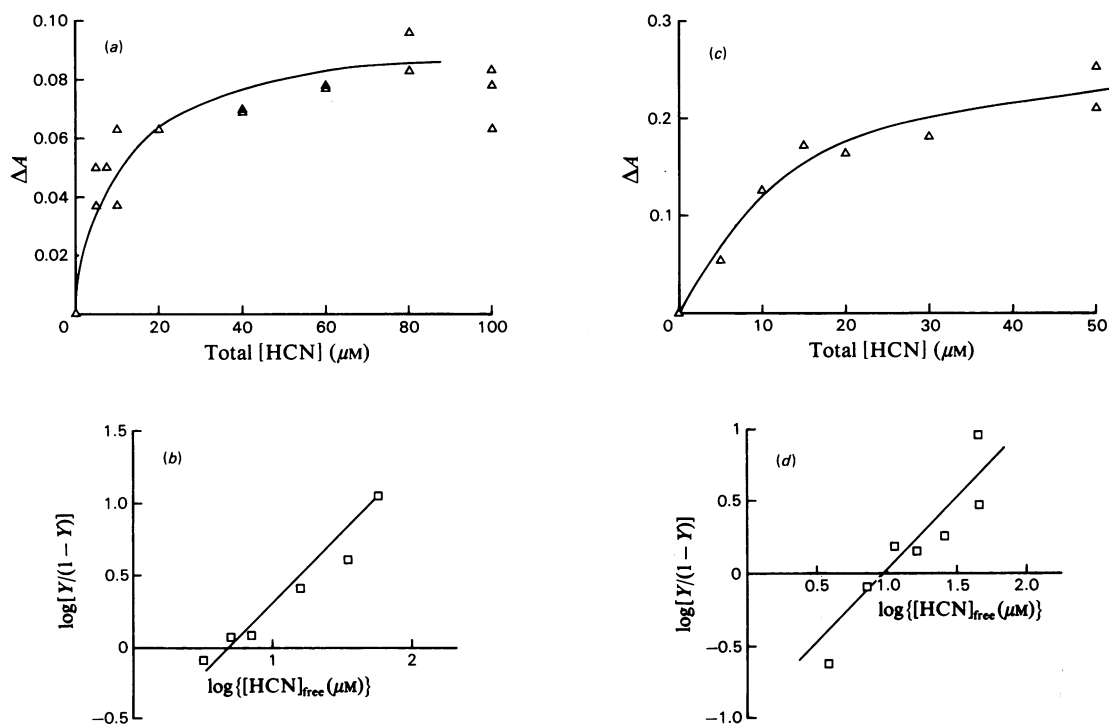 (a)
0.10
0.08
0.06
0.04
0.02
0
ΔA
0 20 40 60 80 100
Total [HCN] (μM)
(c)
0.3
0.2
0.1
0
ΔA
0 10 20 30 40 50
Total [HCN] (μM)
(b)
1.5
1.0
0.5
0
−0.5
log[Y/(1 − Y)]
1 2
log{[HCN]free(μM)}
(d)
1
0.5
0
−0.5
−1.0
log[Y/(1 − Y)]
0.5 1.0 1.5 2.0
log{[HCN]free(μM)}